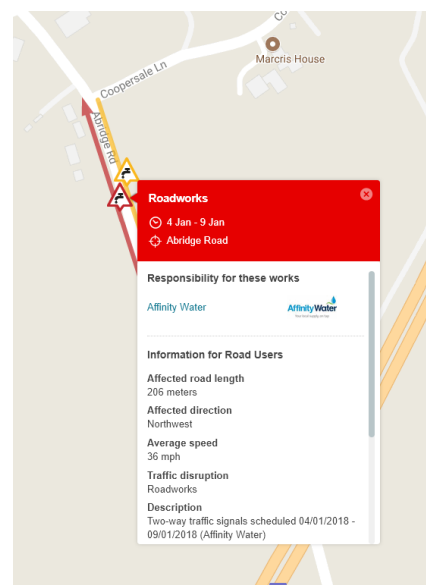 Co
Marcris House
Coopersale Ln
Abridge Rd
Roadworks
4 Jan - 9 Jan
Abridge Road
Responsibility for these works
Affinity Water
AffinityWater
Information for Road Users
Affected road length
206 meters
Affected direction
Northwest
Average speed
36 mph
Traffic disruption
Roadworks
Description
Two-way traffic signals scheduled 04/01/2018 -
09/01/2018 (Affinity Water)